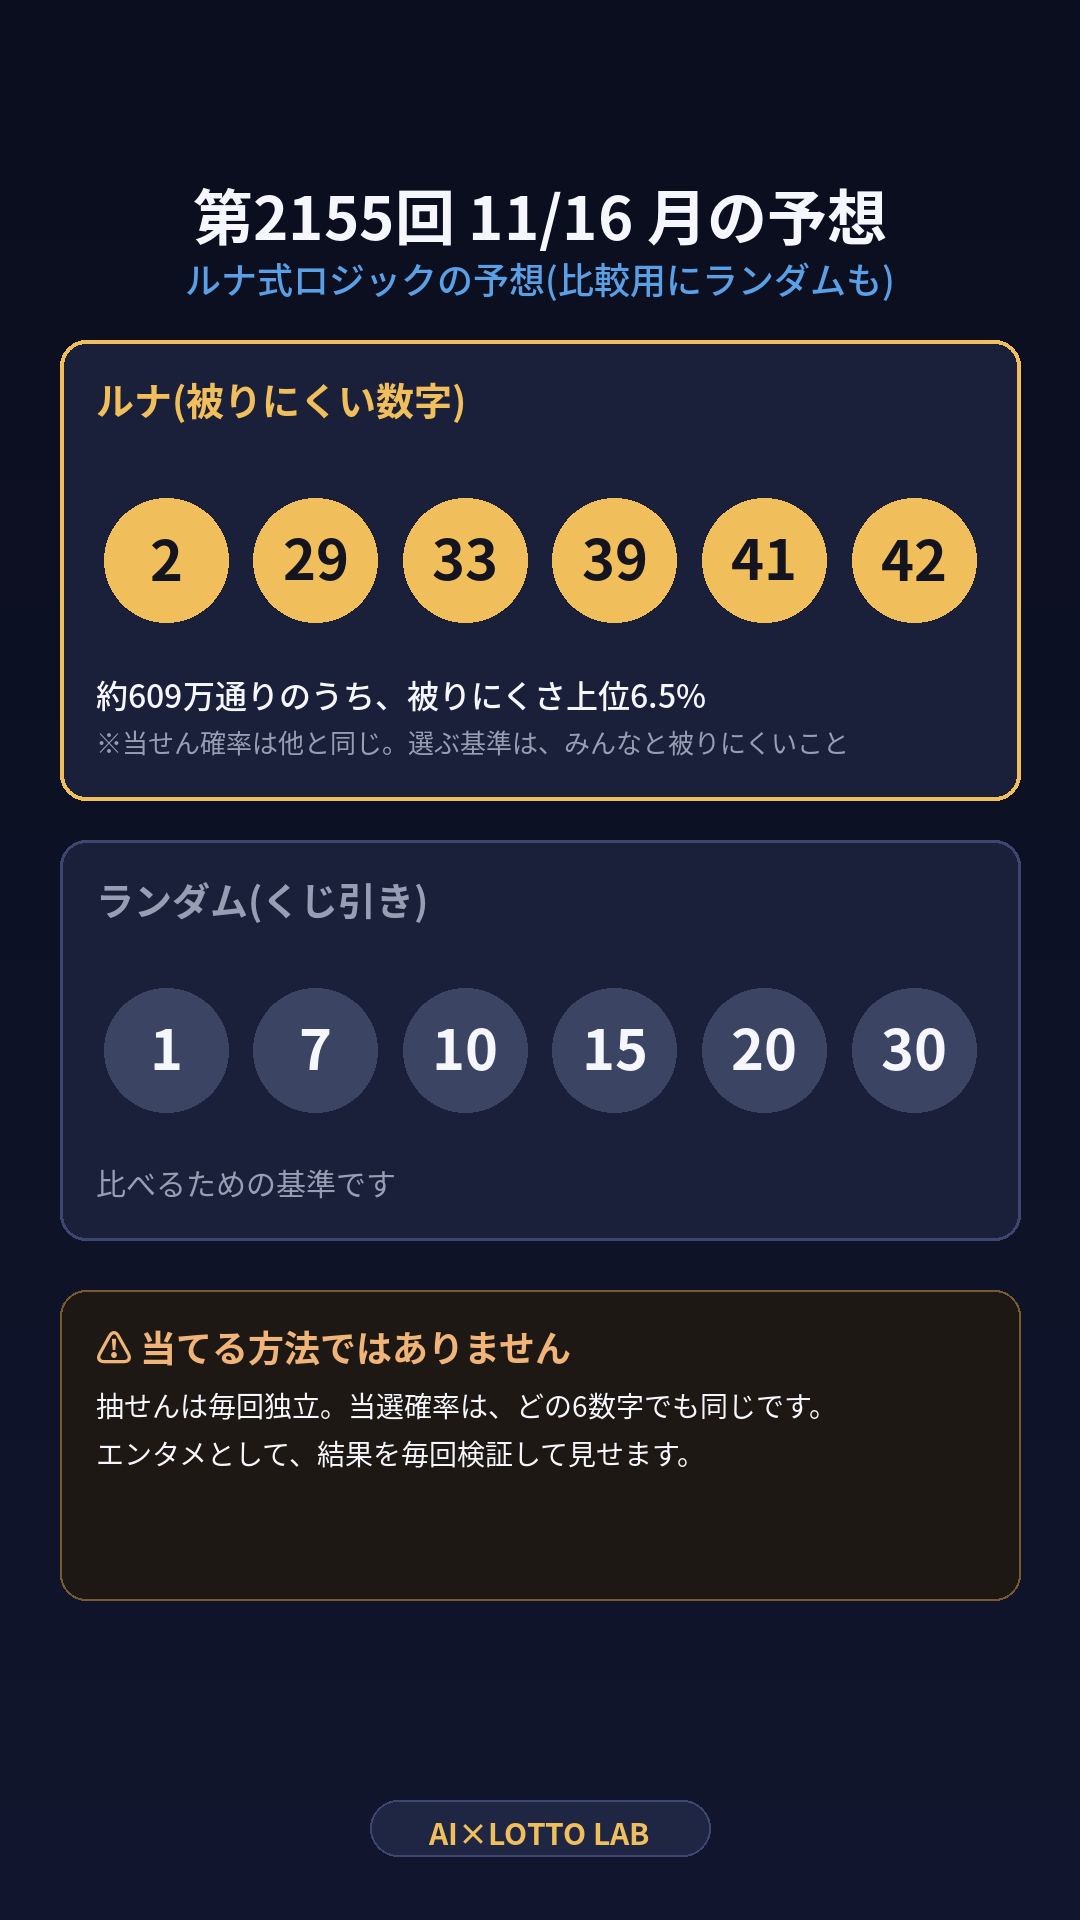 第2155回 11/16 月の予想
ルナ式ロジックの予想(比較用にランダムも)
ルナ(被りにくい数字)
2 29 33 39 41 42
約609万通りのうち、被りにくさ上位6.5%
※当せん確率は他と同じ。選ぶ基準は、みんなと被りにくいこと
ランダム(くじ引き)
1 7 10 15 20 30
比べるための基準です
⚠ 当てる方法ではありません
抽せんは毎回独立。当選確率は、どの6数字でも同じです。
エンタメとして、結果を毎回検証して見せます。
AI×LOTTO LAB